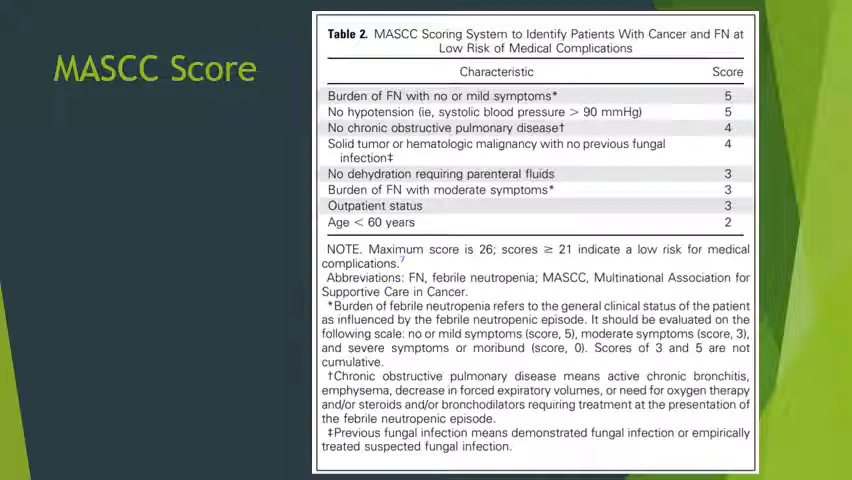 MASCC Score
Table 2. MASCC Scoring System to Identify Patients With Cancer and FN at
Low Risk of Medical Complications
Characteristic Score
Burden of FN with no or mild symptoms* 5
No hypotension (ie, systolic blood pressure > 90 mmHg) 5
No chronic obstructive pulmonary disease† 4
Solid tumor or hematologic malignancy with no previous fungal 4
infection‡
No dehydration requiring parenteral fluids 3
Burden of FN with moderate symptoms* 3
Outpatient status 3
Age < 60 years 2
NOTE. Maximum score is 26; scores ≥ 21 indicate a low risk for medical
complications.7
Abbreviations: FN, febrile neutropenia; MASCC, Multinational Association for
Supportive Care in Cancer.
*Burden of febrile neutropenia refers to the general clinical status of the patient
as influenced by the febrile neutropenic episode. It should be evaluated on the
following scale: no or mild symptoms (score, 5), moderate symptoms (score, 3),
and severe symptoms or moribund (score, 0). Scores of 3 and 5 are not
cumulative.
†Chronic obstructive pulmonary disease means active chronic bronchitis,
emphysema, decrease in forced expiratory volumes, or need for oxygen therapy
and/or steroids and/or bronchodilators requiring treatment at the presentation of
the febrile neutropenic episode.
‡Previous fungal infection means demonstrated fungal infection or empirically
treated suspected fungal infection.